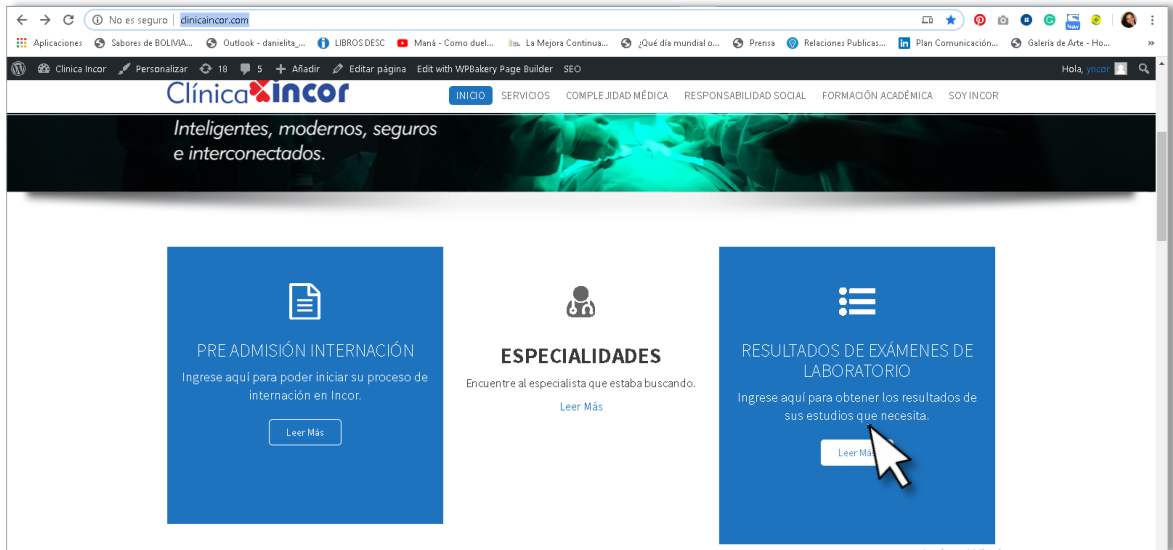 No es seguro | clinicaincor.com
Aplicaciones Sabores de BOLIVIA... Outlook - danielita_... LIBROS DESC Maná - Como duel... La Mejora Continua... ¿Qué día mundial o... Prensa Relaciones Publicas... Plan Comunicación... Galería de Arte - Ho... »
Clinica Incor Personalizar 18 5 + Añadir Editar página Edit with WPBakery Page Builder SEO Hola, yncor
Clínica incor
INICIO SERVICIOS COMPLEJIDAD MÉDICA RESPONSABILIDAD SOCIAL FORMACIÓN ACADÉMICA SOY INCOR
Inteligentes, modernos, seguros
e interconectados.
PRE ADMISIÓN INTERNACIÓN
Ingrese aquí para poder iniciar su proceso de
internación en Incor.
Leer Más
ESPECIALIDADES
Encuentre al especialista que estaba buscando.
Leer Más
RESULTADOS DE EXÁMENES DE
LABORATORIO
Ingrese aquí para obtener los resultados de
sus estudios que necesita.
Leer Más